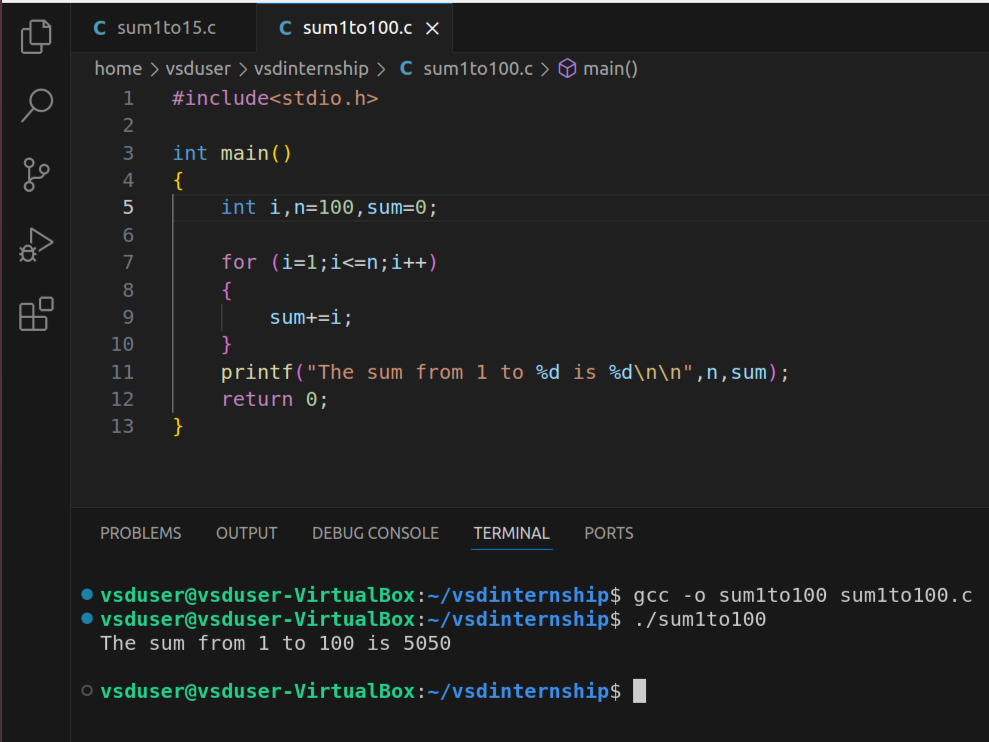 C sum1to15.c C sum1to100.c ×
home > vsduser > vsdinternship > C sum1to100.c > main()
1 #include<stdio.h>
2
3 int main()
4 {
5     int i,n=100,sum=0;
6
7     for (i=1;i<=n;i++)
8     {
9         sum+=i;
10     }
11     printf("The sum from 1 to %d is %d\n\n",n,sum);
12     return 0;
13 }
PROBLEMS OUTPUT DEBUG CONSOLE TERMINAL PORTS
vsduser@vsduser-VirtualBox:~/vsdinternship$ gcc -o sum1to100 sum1to100.c
vsduser@vsduser-VirtualBox:~/vsdinternship$ ./sum1to100
The sum from 1 to 100 is 5050
vsduser@vsduser-VirtualBox:~/vsdinternship$